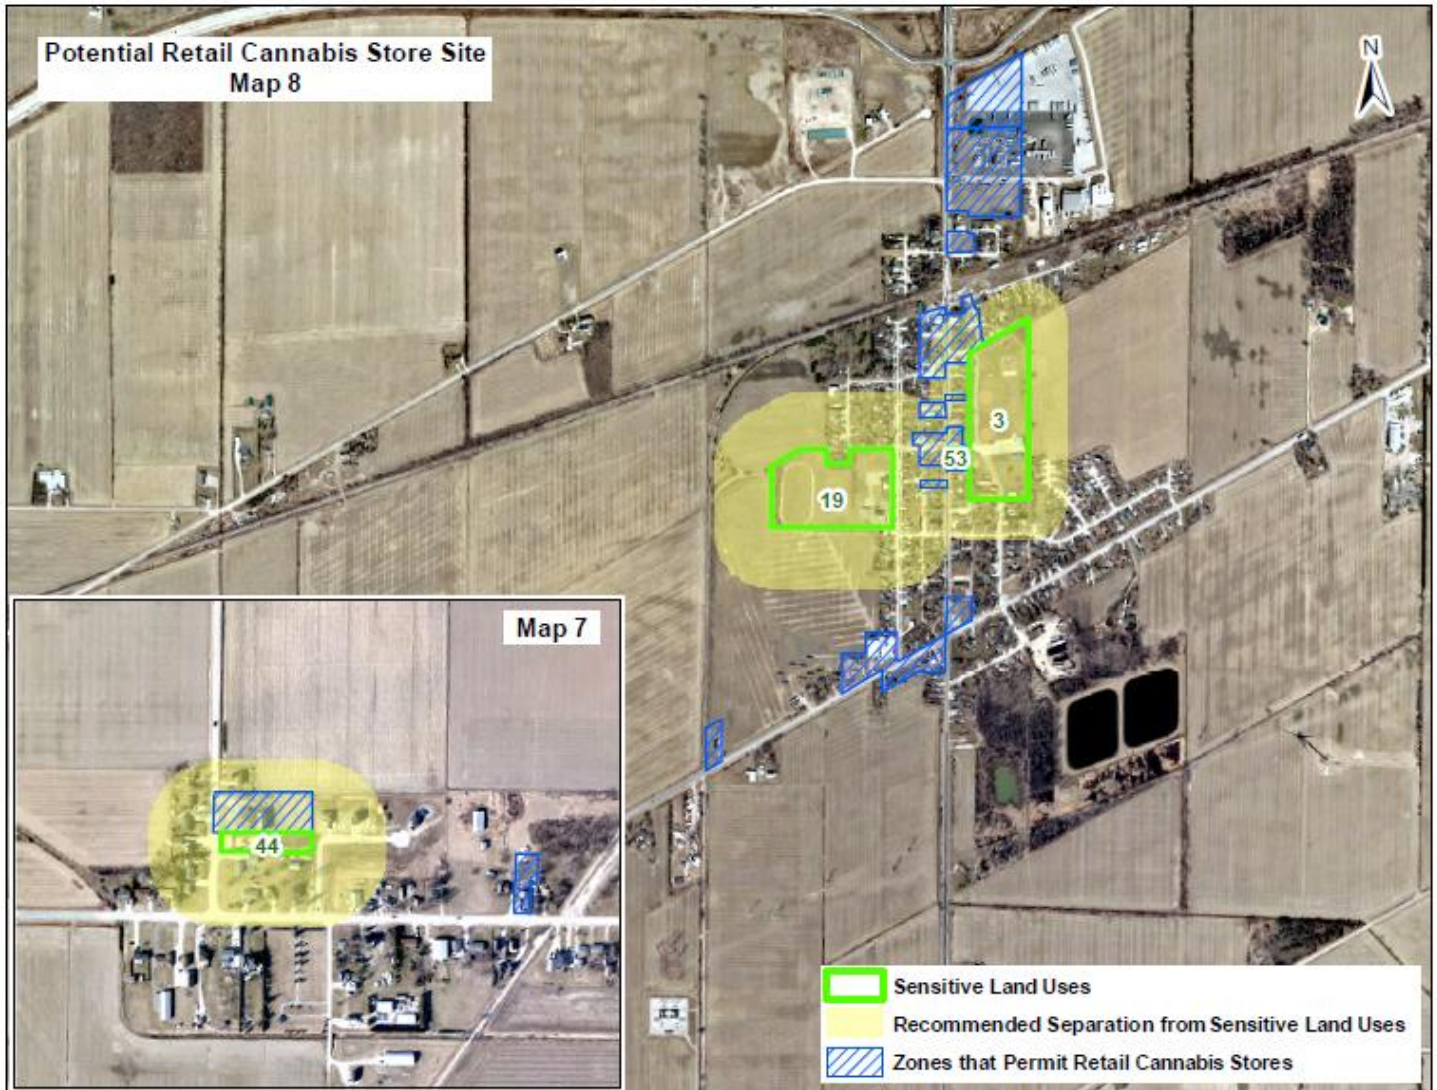 Potential Retail Cannabis Store Site
Map 8
N
3
53
19
Map 7
44
Sensitive Land Uses
Recommended Separation from Sensitive Land Uses
Zones that Permit Retail Cannabis Stores